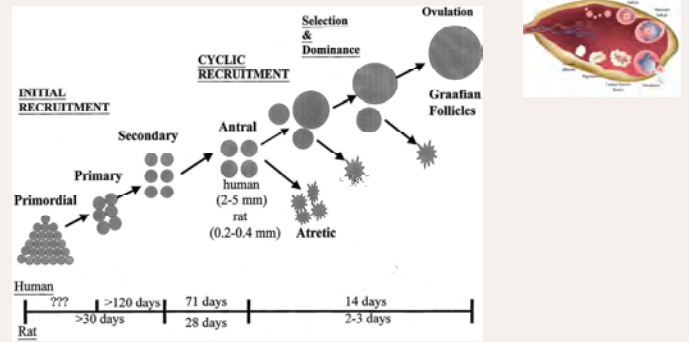 Ovulation
Selection
&
Dominance
CYCLIC
RECRUITMENT
Graafian
Follicles
INITIAL
RECRUITMENT
Antral
Secondary
Primary
Primordial
human
(2-5 mm)
rat
(0.2-0.4 mm)
Atretic
Human
??? >120 days 71 days 14 days
>30 days 28 days 2-3 days
Rat